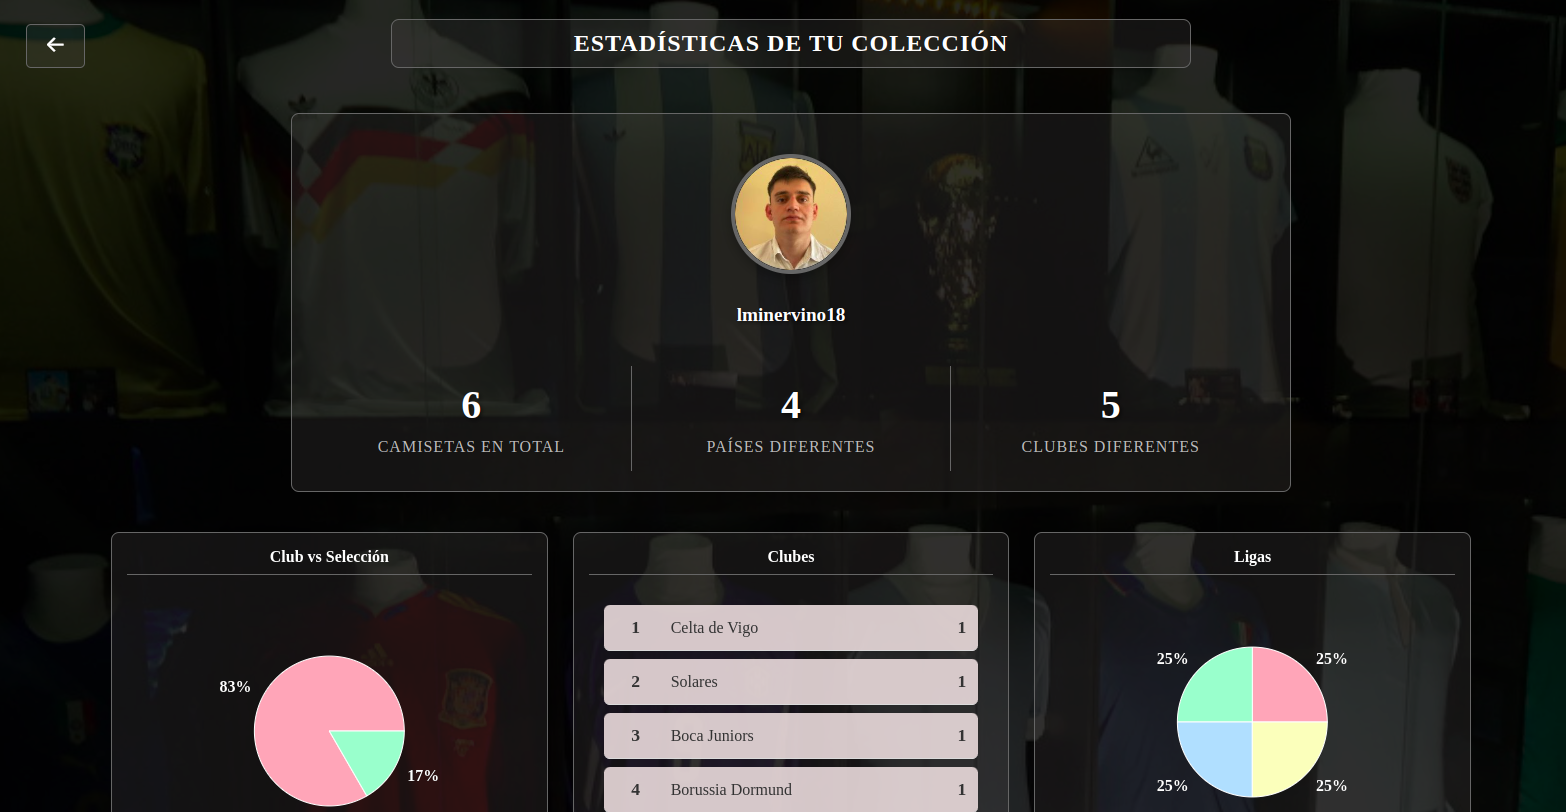 ESTADÍSTICAS DE TU COLECCIÓN
lminervino18
6
CAMISETAS EN TOTAL
4
PAÍSES DIFERENTES
5
CLUBES DIFERENTES
Club vs Selección
83%
17%
Clubes
1 Celta de Vigo 1
2 Solares 1
3 Boca Juniors 1
4 Borussia Dormund 1
Ligas
25% 25%
25% 25%